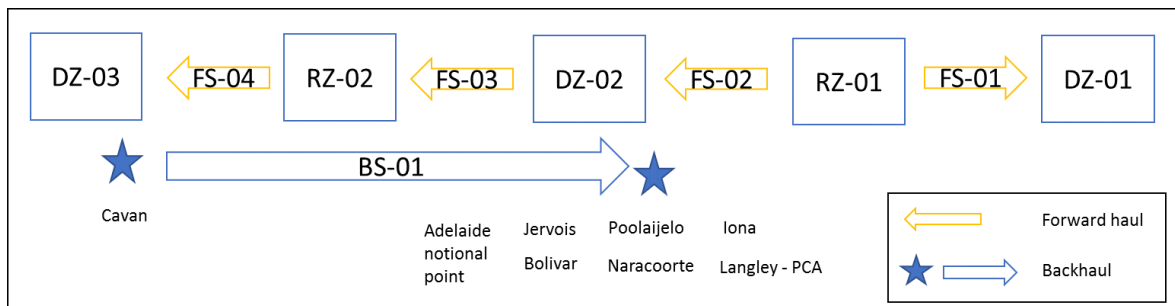 DZ-03
FS-04
RZ-02
FS-03
DZ-02
FS-02
RZ-01
FS-01
DZ-01
BS-01
Cavan
Adelaide
notional
point
Jervois
Bolivar
Poolaijelo
Naracoorte
Iona
Langley - PCA
Forward haul
Backhaul